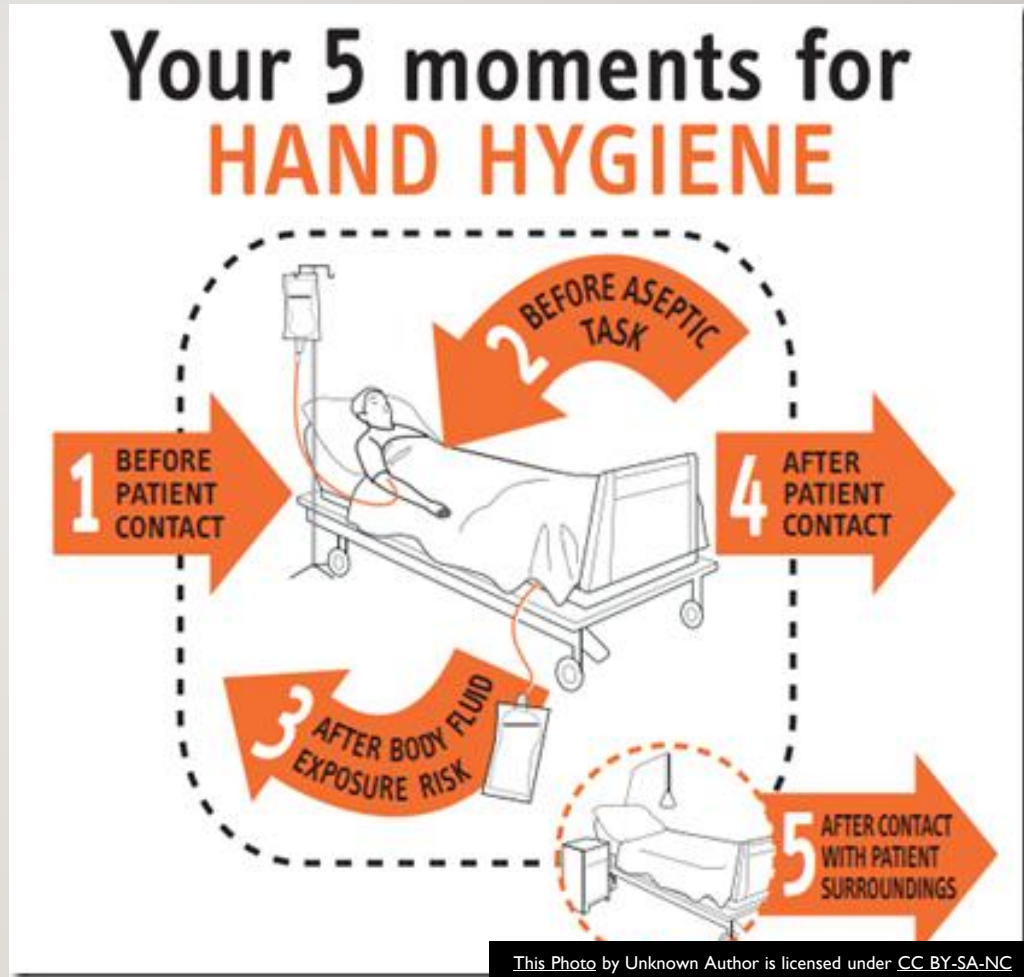 Your 5 moments for
HAND HYGIENE
1
BEFORE
PATIENT
CONTACT
2
BEFORE ASEPTIC
TASK
3
AFTER BODY FLUID
EXPOSURE RISK
4
AFTER
PATIENT
CONTACT
5
AFTER CONTACT
WITH PATIENT
SURROUNDINGS
This Photo by Unknown Author is licensed under CC BY-SA-NC